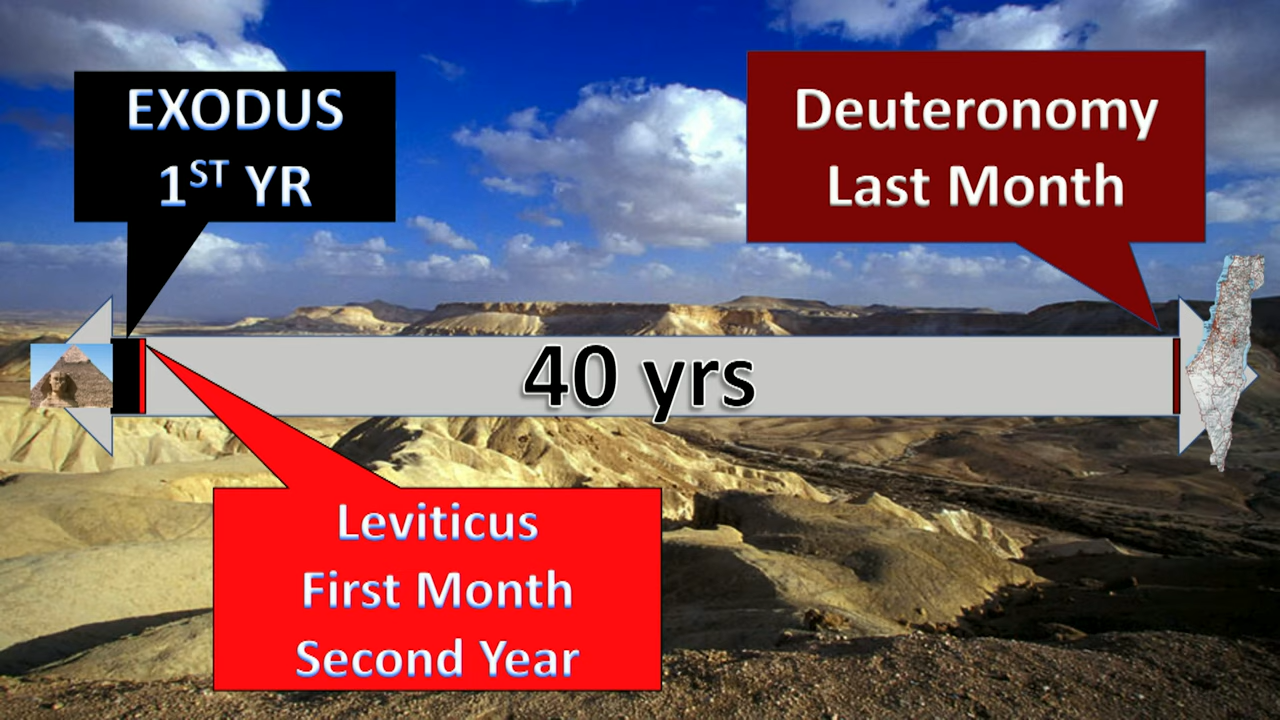 EXODUS
1ST YR
Deuteronomy
Last Month
40 yrs
Leviticus
First Month
Second Year